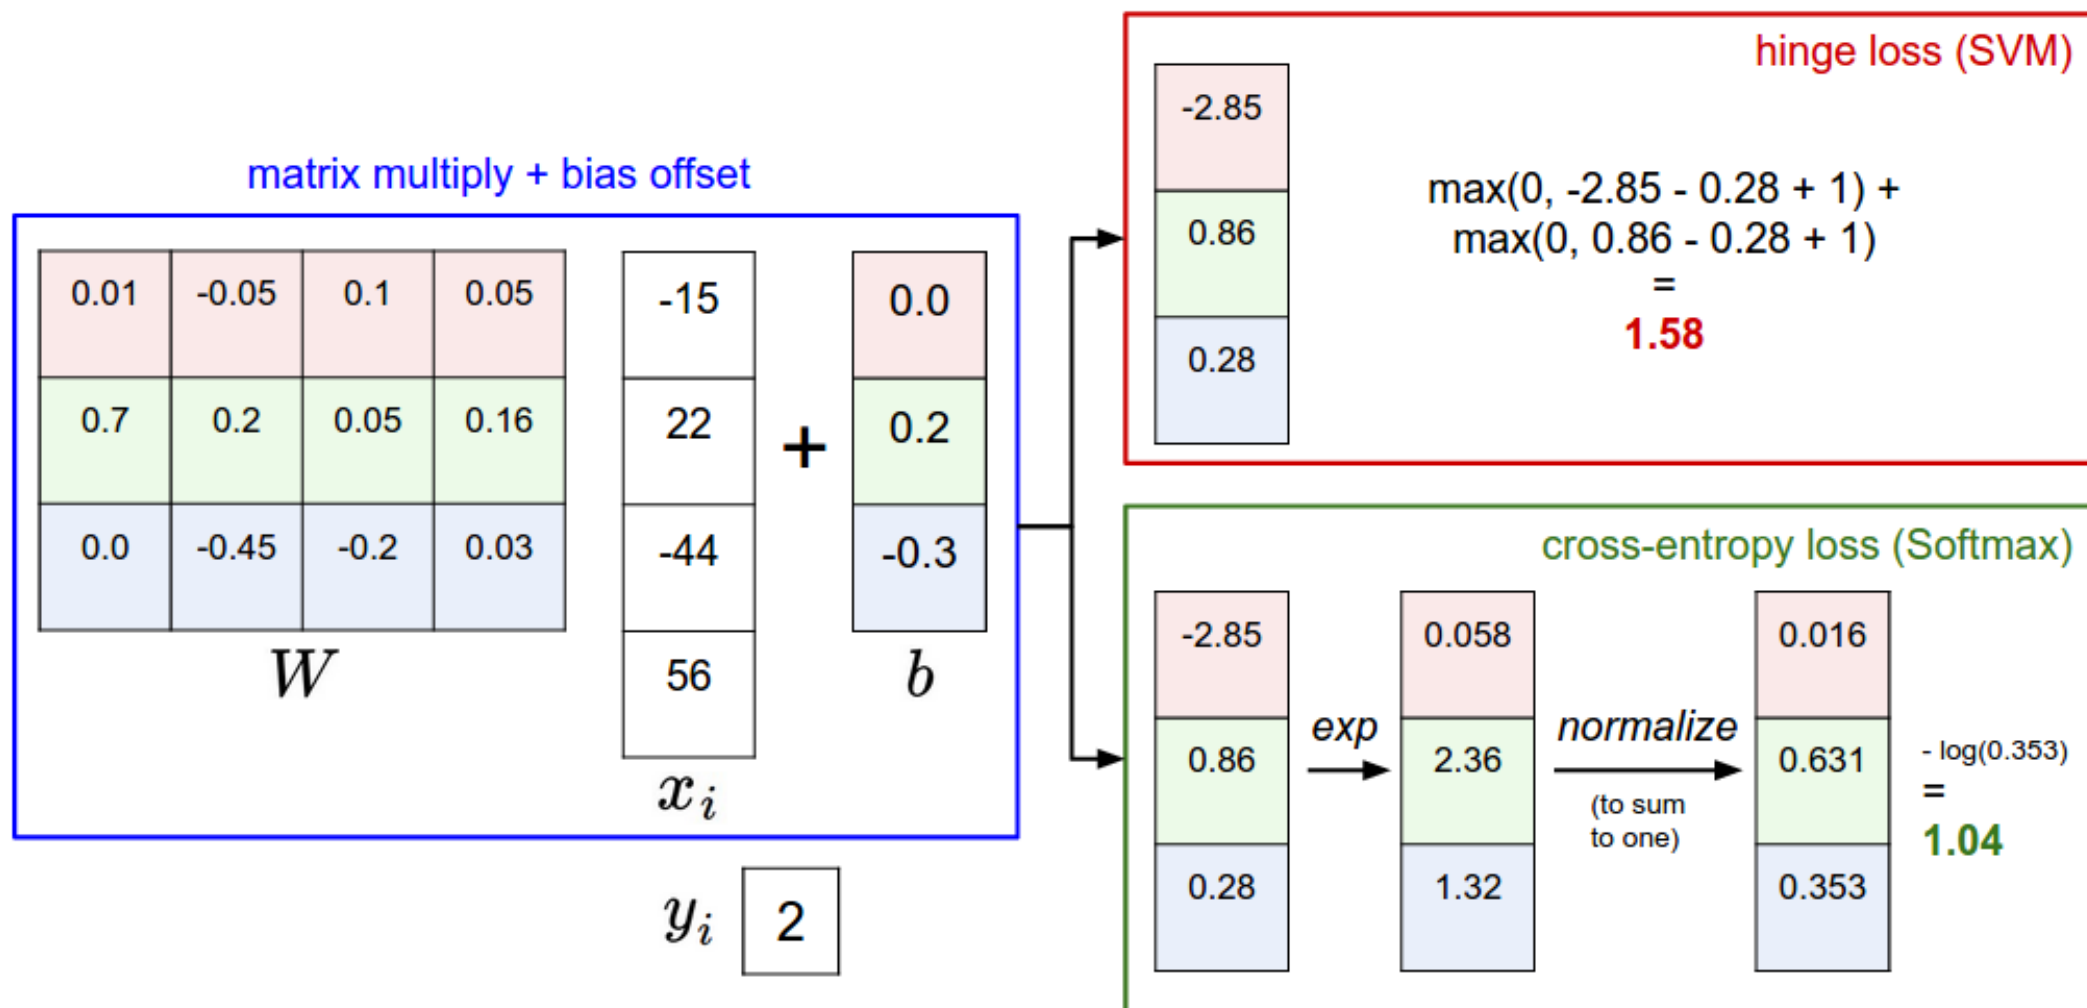 matrix multiply + bias offset
0.01 -0.05 0.1 0.05
0.7 0.2 0.05 0.16
0.0 -0.45 -0.2 0.03
W
-15
22
-44
56
x_i
+
0.0
0.2
-0.3
b
y_i 2
hinge loss (SVM)
-2.85
0.86
0.28
max(0, -2.85 - 0.28 + 1) +
max(0, 0.86 - 0.28 + 1)
=
1.58
cross-entropy loss (Softmax)
-2.85
0.86
0.28
exp
0.058
2.36
1.32
normalize
(to sum
to one)
0.016
0.631
0.353
- log(0.353)
=
1.04